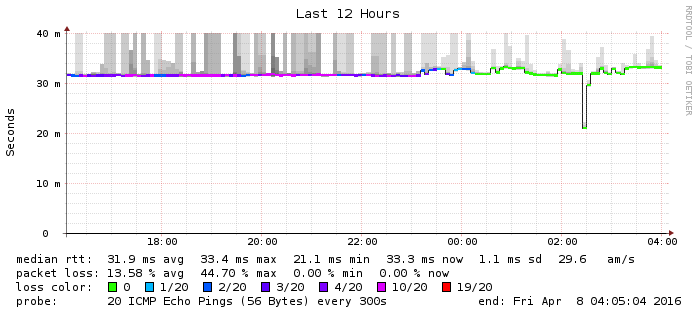 Last 12 Hours
RRDTOOL / TOBI OETIKER
Seconds
40 m
30 m
20 m
10 m
0
18:00 20:00 22:00 00:00 02:00 04:00
median rtt: 31.9 ms avg 33.4 ms max 21.1 ms min 33.3 ms now 1.1 ms sd 29.6 am/s
packet loss: 13.58 % avg 44.70 % max 0.00 % min 0.00 % now
loss color: 0 1/20 2/20 3/20 4/20 10/20 19/20
probe: 20 ICMP Echo Pings (56 Bytes) every 300s end: Fri Apr 8 04:05:04 2016